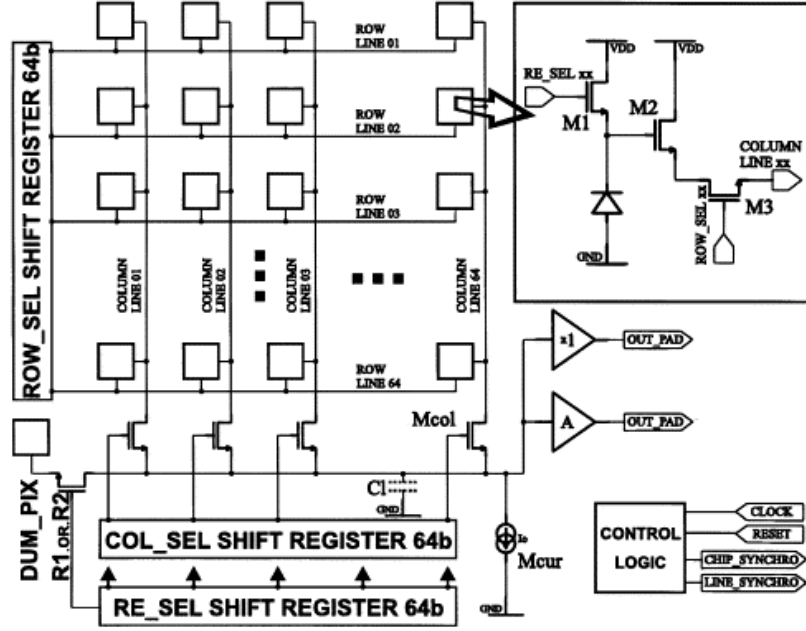 ROW_SEL SHIFT REGISTER 64b
ROW
LINE 01
ROW
LINE 02
ROW
LINE 03
ROW
LINE 64
COLUMN
LINE 01
COLUMN
LINE 02
COLUMN
LINE 03
COLUMN
LINE 64
VDD
VDD
RE_SEL xx
M1
M2
COLUMN
LINE xx
M3
ROW_SEL xx
GND
x1
OUT_PAD
A
OUT_PAD
Mcol
DUM_PIX
R1.OR.R2
Cl
GND
Io
Mcur
GND
COL_SEL SHIFT REGISTER 64b
RE_SEL SHIFT REGISTER 64b
CONTROL
LOGIC
CLOCK
RESET
CHIP_SYNCHRO
LINE_SYNCHRO